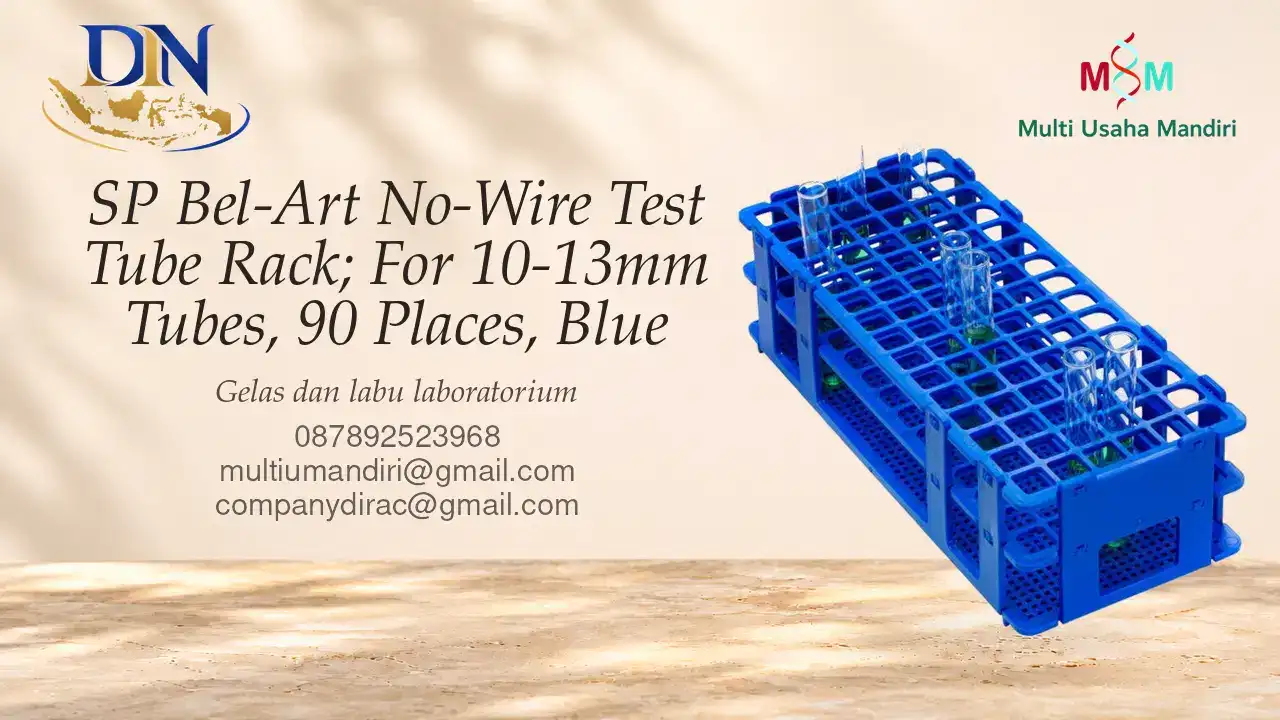 DIN
MSM
Multi Usaha Mandiri
SP Bel-Art No-Wire Test
Tube Rack; For 10-13mm
Tubes, 90 Places, Blue
Gelas dan labu laboratorium
087892523968
multiumandiri@gmail.com
companydirac@gmail.com